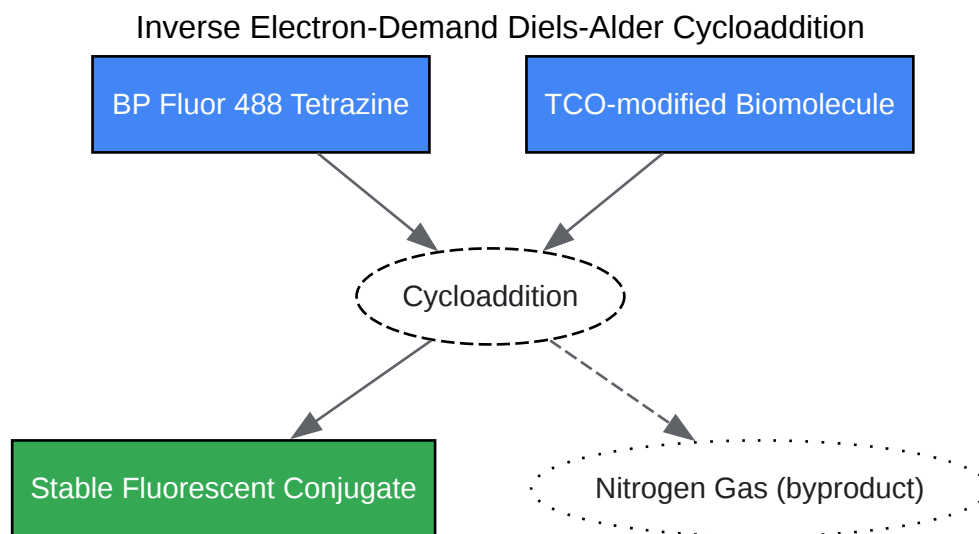 Inverse Electron-Demand Diels-Alder Cycloaddition
BP Fluor 488 Tetrazine
TCO-modified Biomolecule
Cycloaddition
Stable Fluorescent Conjugate
Nitrogen Gas (byproduct)